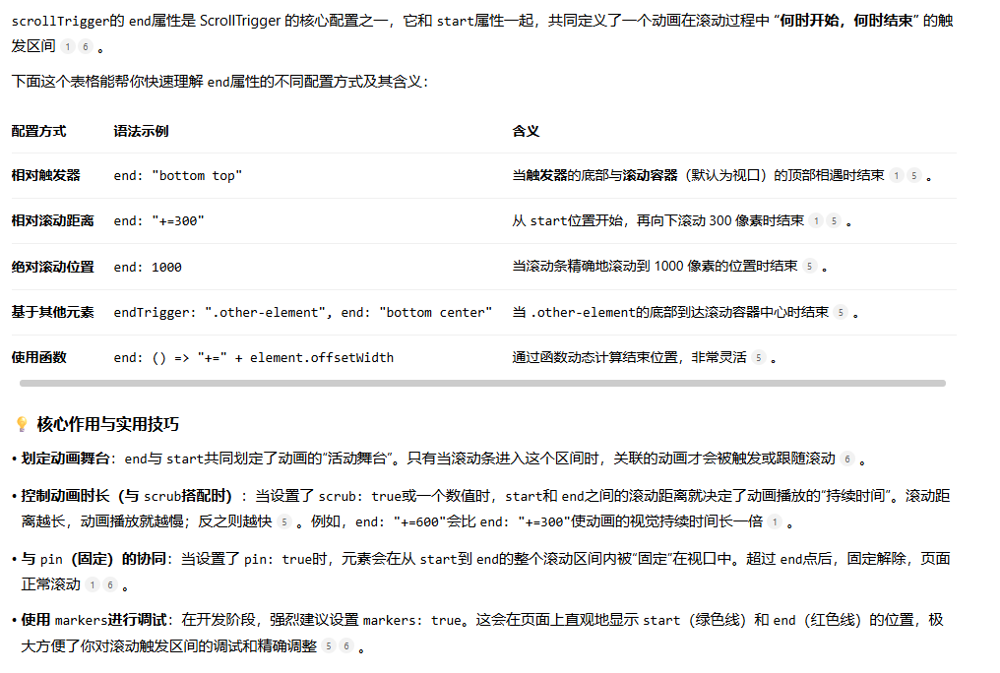 scrollTrigger的 end属性是 ScrollTrigger 的核心配置之一，它和 start属性一起，共同定义了一个动画在滚动过程中 “何时开始，何时结束” 的触
发区间 1 6 。
下面这个表格能帮你快速理解 end属性的不同配置方式及其含义：
配置方式 语法示例 含义
相对触发器 end: "bottom top" 当触发器的底部与滚动容器（默认为视口）的顶部相遇时结束 1 5 。
相对滚动距离 end: "+=300" 从 start位置开始，再向下滚动 300 像素时结束 1 5 。
绝对滚动位置 end: 1000 当滚动条精确地滚动到 1000 像素的位置时结束 5 。
基于其他元素 endTrigger: ".other-element", end: "bottom center" 当 .other-element的底部到达滚动容器中心时结束 5 。
使用函数 end: () => "+=" + element.offsetWidth 通过函数动态计算结束位置，非常灵活 5 。
💡 核心作用与实用技巧
• 划定动画舞台：end与 start共同划定了动画的“活动舞台”。只有当滚动条进入这个区间时，关联的动画才会被触发或跟随滚动 6 。
• 控制动画时长（与 scrub搭配时）：当设置了 scrub: true或一个数值时，start和 end之间的滚动距离就决定了动画播放的“持续时间”。滚动距
离越长，动画播放就越慢；反之则越快 5 。例如，end: "+=600"会比 end: "+=300"使动画的视觉持续时间长一倍 1 。
• 与 pin（固定）的协同：当设置了 pin: true时，元素会在从 start到 end的整个滚动区间内被“固定”在视口中。超过 end点后，固定解除，页面
正常滚动 1 6 。
• 使用 markers进行调试：在开发阶段，强烈建议设置 markers: true。这会在页面上直观地显示 start（绿色线）和 end（红色线）的位置，极
大方便了你对滚动触发区间的调试和精确调整 5 6 。